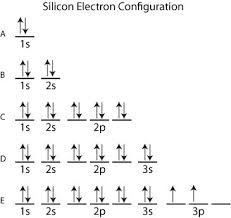 Silicon Electron Configuration
A
1s
B
1s 2s
C
1s 2s 2p
D
1s 2s 2p 3s
E
1s 2s 2p 3s 3p